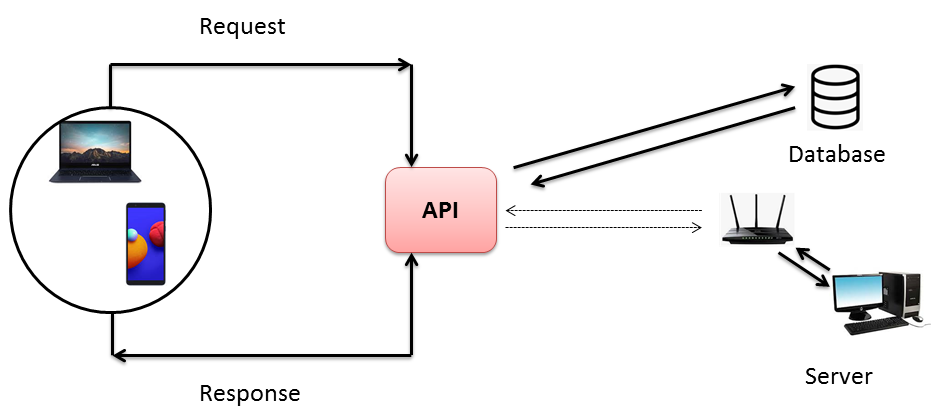 Request
API
Database
Server
Response